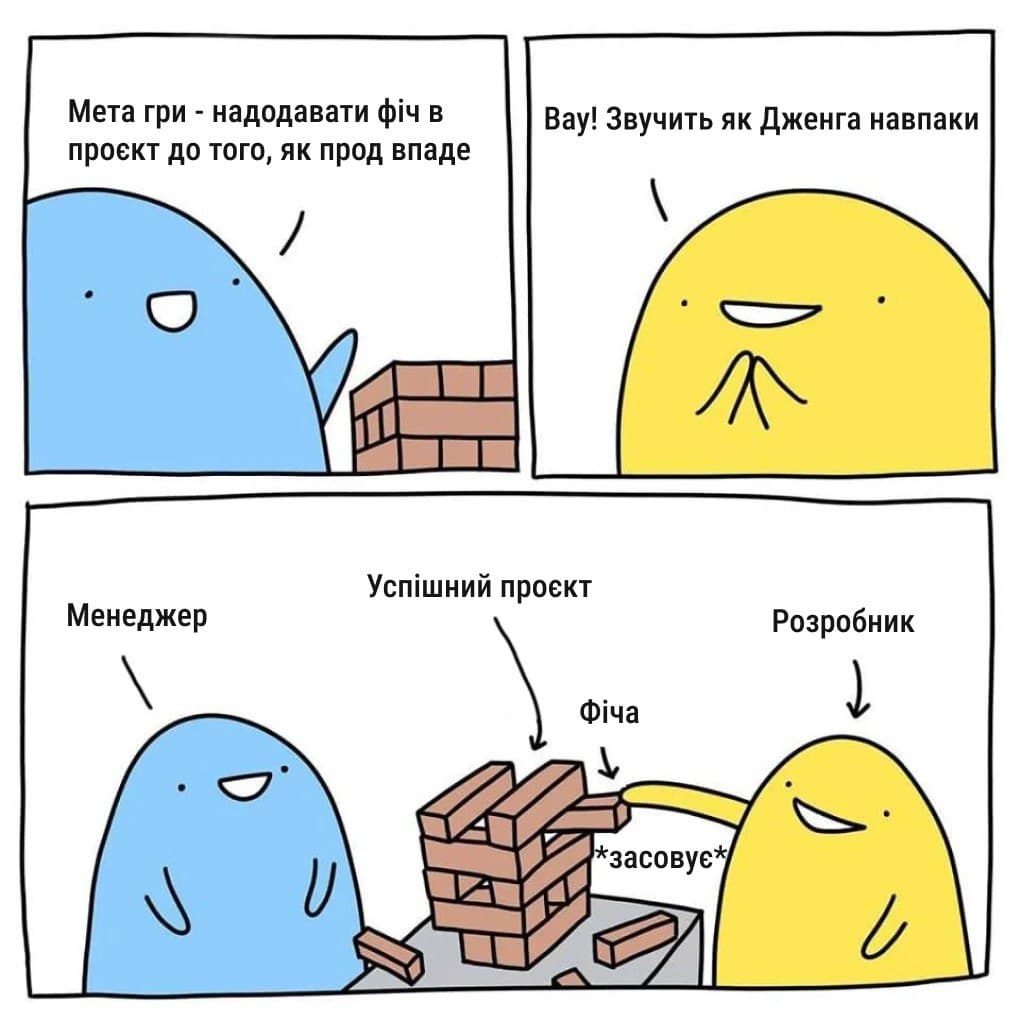 Мета гри - надодавати фіч в
проєкт до того, як прод впаде
Вау! Звучить як Дженга навпаки
Менеджер
Успішний проєкт
Розробник
Фіча
*засовує*